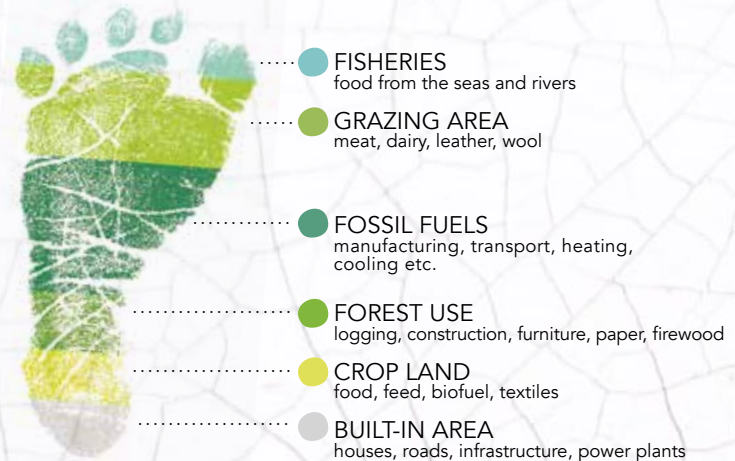 FISHERIES
food from the seas and rivers
GRAZING AREA
meat, dairy, leather, wool
FOSSIL FUELS
manufacturing, transport, heating,
cooling etc.
FOREST USE
logging, construction, furniture, paper, firewood
CROP LAND
food, feed, biofuel, textiles
BUILT-IN AREA
houses, roads, infrastructure, power plants